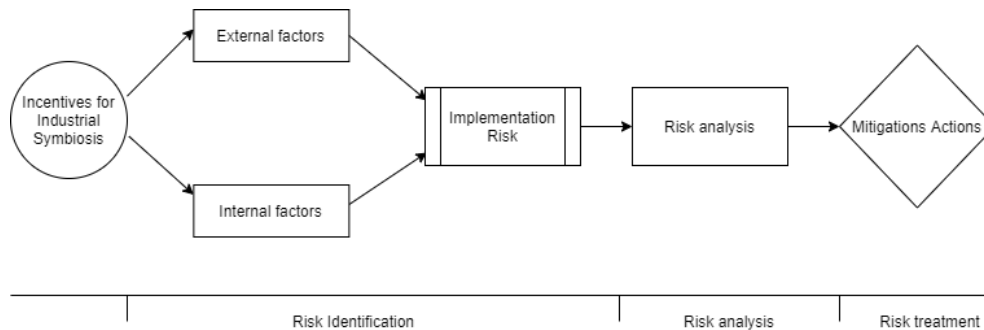 External factors
Incentives for
Industrial
Symbiosis
Implementation
Risk
Risk analysis
Mitigations Actions
Internal factors
Risk Identification
Risk analysis
Risk treatment